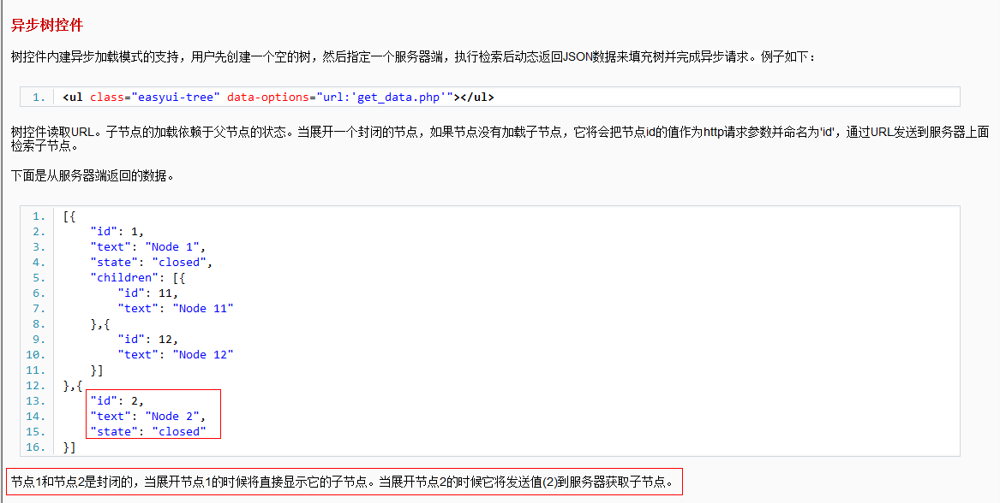 异步树控件
树控件内建异步加载模式的支持，用户先创建一个空的树，然后指定一个服务器端，执行检索后动态返回JSON数据来填充树并完成异步请求。例子如下：
1. <ul class="easyui-tree" data-options="url:'get_data.php'"></ul>
树控件读取URL。子节点的加载依赖于父节点的状态。当展开一个封闭的节点，如果节点没有加载子节点，它将会把节点id的值作为http请求参数并命名为'id'，通过URL发送到服务器上面
检索子节点。
下面是从服务器端返回的数据。
1. [{
2.     "id": 1,
3.     "text": "Node 1",
4.     "state": "closed",
5.     "children": [{
6.         "id": 11,
7.         "text": "Node 11"
8.     },{
9.         "id": 12,
10.         "text": "Node 12"
11.     }]
12. },{
13.     "id": 2,
14.     "text": "Node 2",
15.     "state": "closed"
16. }]
节点1和节点2是封闭的，当展开节点1的时候将直接显示它的子节点。当展开节点2的时候它将发送值(2)到服务器获取子节点。